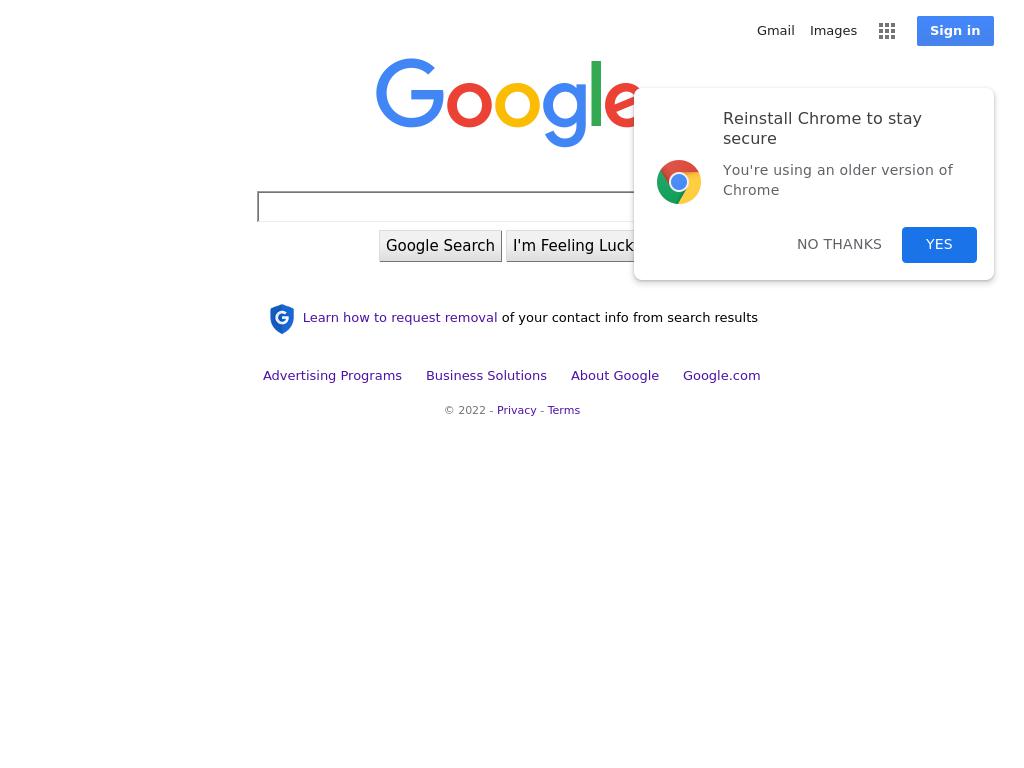 Gmail Images Sign in
Google
Reinstall Chrome to stay
secure
You're using an older version of
Chrome
NO THANKS YES
Google Search I'm Feeling Luck
Learn how to request removal of your contact info from search results
Advertising Programs Business Solutions About Google Google.com
© 2022 - Privacy - Terms